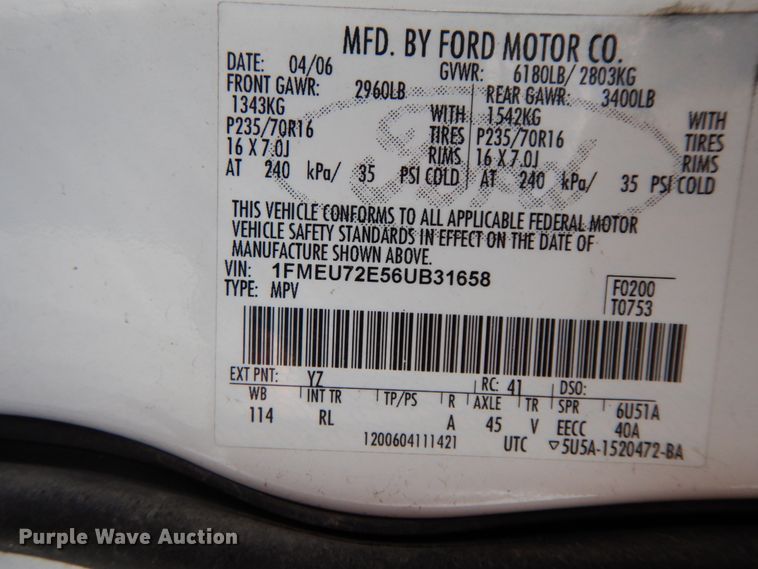 MFD. BY FORD MOTOR CO.
DATE: 04/06 GVWR: 6180LB/ 2803KG
FRONT GAWR: 2960LB REAR GAWR: 3400LB
1343KG WITH 1542KG WITH
P235/70R16 TIRES P235/70R16 TIRES
16 X 7.0J RIMS 16 X 7.0J RIMS
AT 240 kPa/ 35 PSI COLD AT 240 kPa/ 35 PSI COLD
Ford
THIS VEHICLE CONFORMS TO ALL APPLICABLE FEDERAL MOTOR
VEHICLE SAFETY STANDARDS IN EFFECT ON THE DATE OF
MANUFACTURE SHOWN ABOVE.
VIN: 1FMEU72E56UB31658 F0200
TYPE: MPV T0753
EXT PNT: YZ RC: 41 DSO:
WB INT TR TP/PS R AXLE TR SPR 6U51A
114 RL A 45 V EECC 40A
1200604111421 UTC ▽5U5A-1520472-BA
Purple Wave Auction